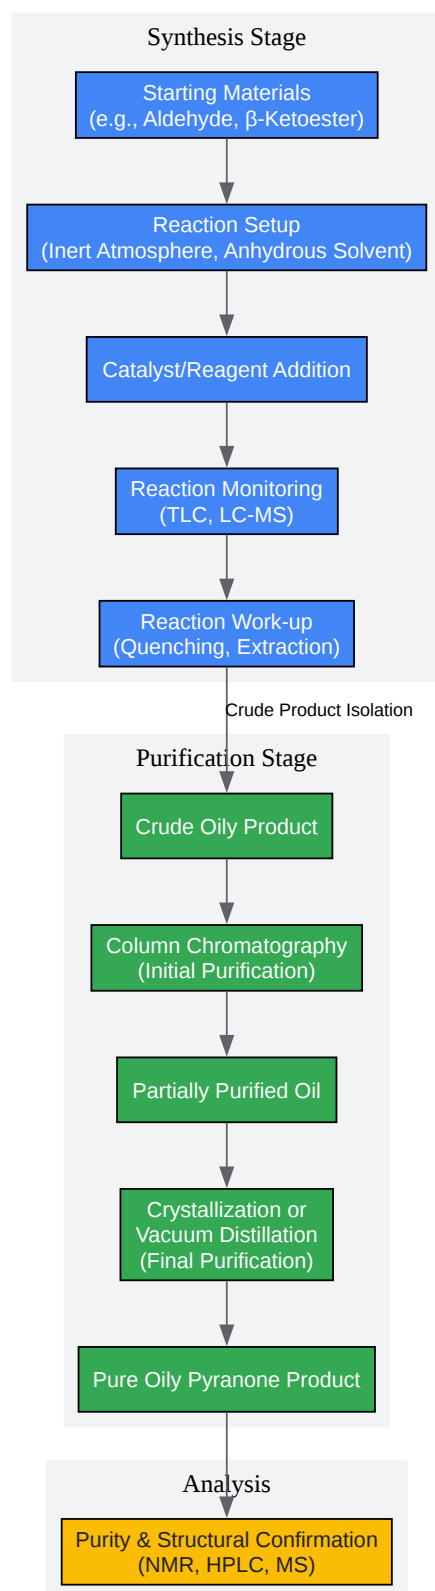 Synthesis Stage
Starting Materials
(e.g., Aldehyde, β-Ketoester)
Reaction Setup
(Inert Atmosphere, Anhydrous Solvent)
Catalyst/Reagent Addition
Reaction Monitoring
(TLC, LC-MS)
Reaction Work-up
(Quenching, Extraction)
Crude Product Isolation
Purification Stage
Crude Oily Product
Column Chromatography
(Initial Purification)
Partially Purified Oil
Crystallization or
Vacuum Distillation
(Final Purification)
Pure Oily Pyranone Product
Analysis
Purity & Structural Confirmation
(NMR, HPLC, MS)